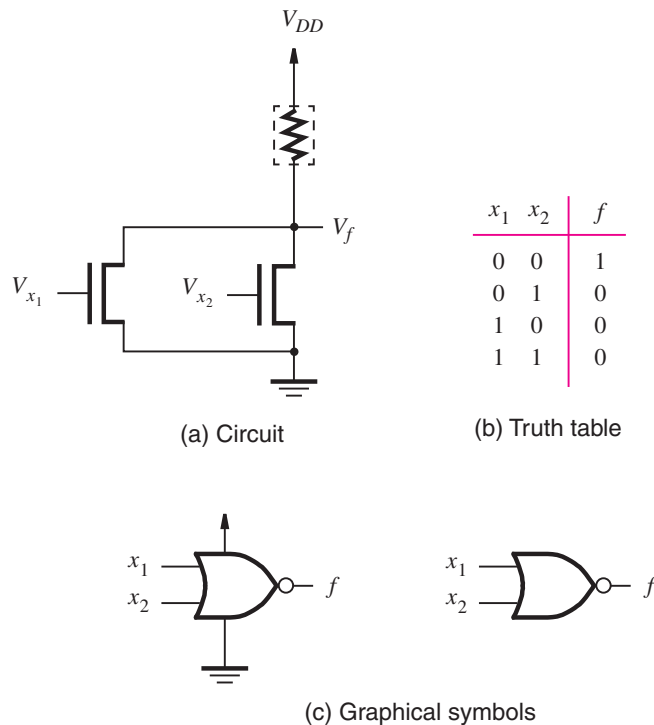 V_DD
V_f
V_x1
V_x2
(a) Circuit
x1 x2 f
0 0 1
0 1 0
1 0 0
1 1 0
(b) Truth table
x1
x2
f
x1
x2
f
(c) Graphical symbols